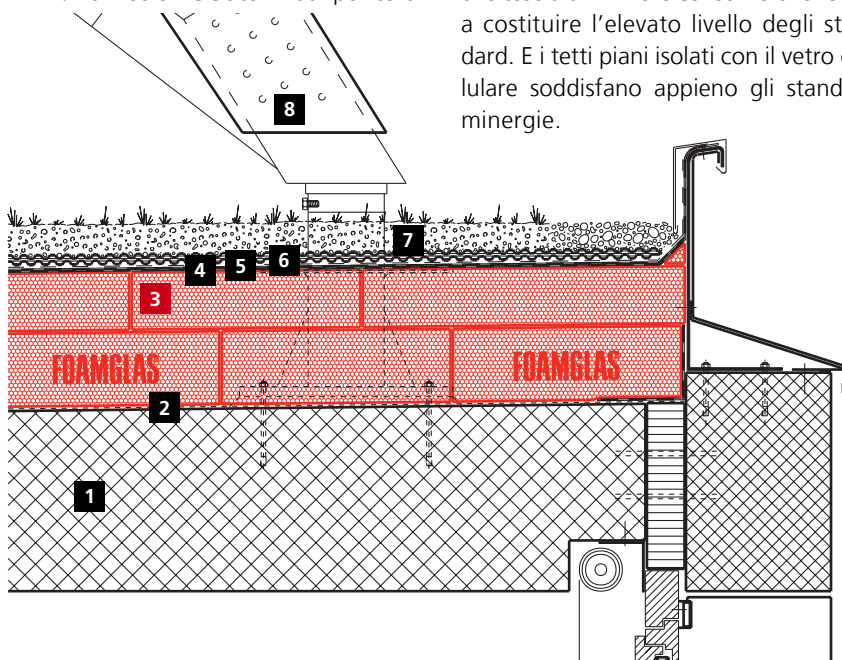 a costituire l’elevato livello degli st
dard. E i tetti piani isolati con il vetro
lulare soddisfano appieno gli stand
minergie.
8
7
6
5
4
3
FOAMGLAS
FOAMGLAS
2
1